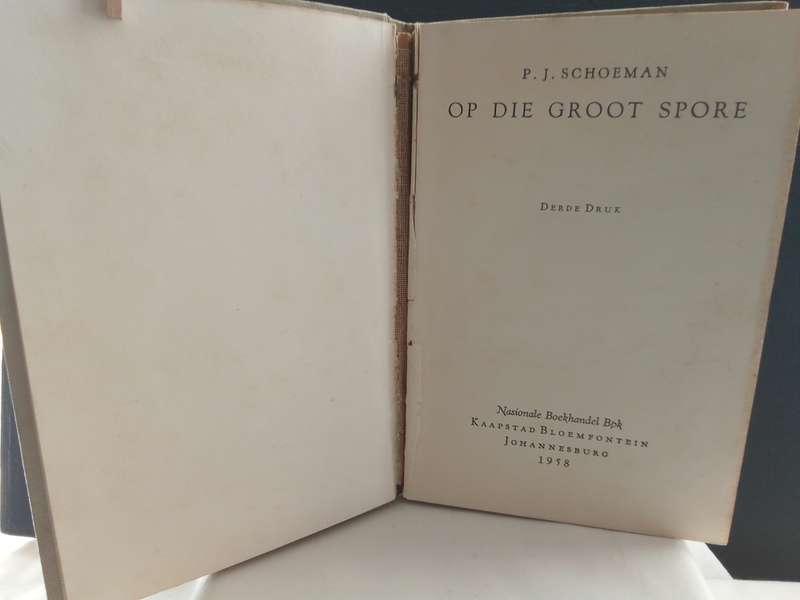 P. J. SCHOEMAN
OP DIE GROOT SPORE
DERDE DRUK
Nasionale Boekhandel Bpk
KAAPSTAD BLOEMFONTEIN
JOHANNESBURG
1958